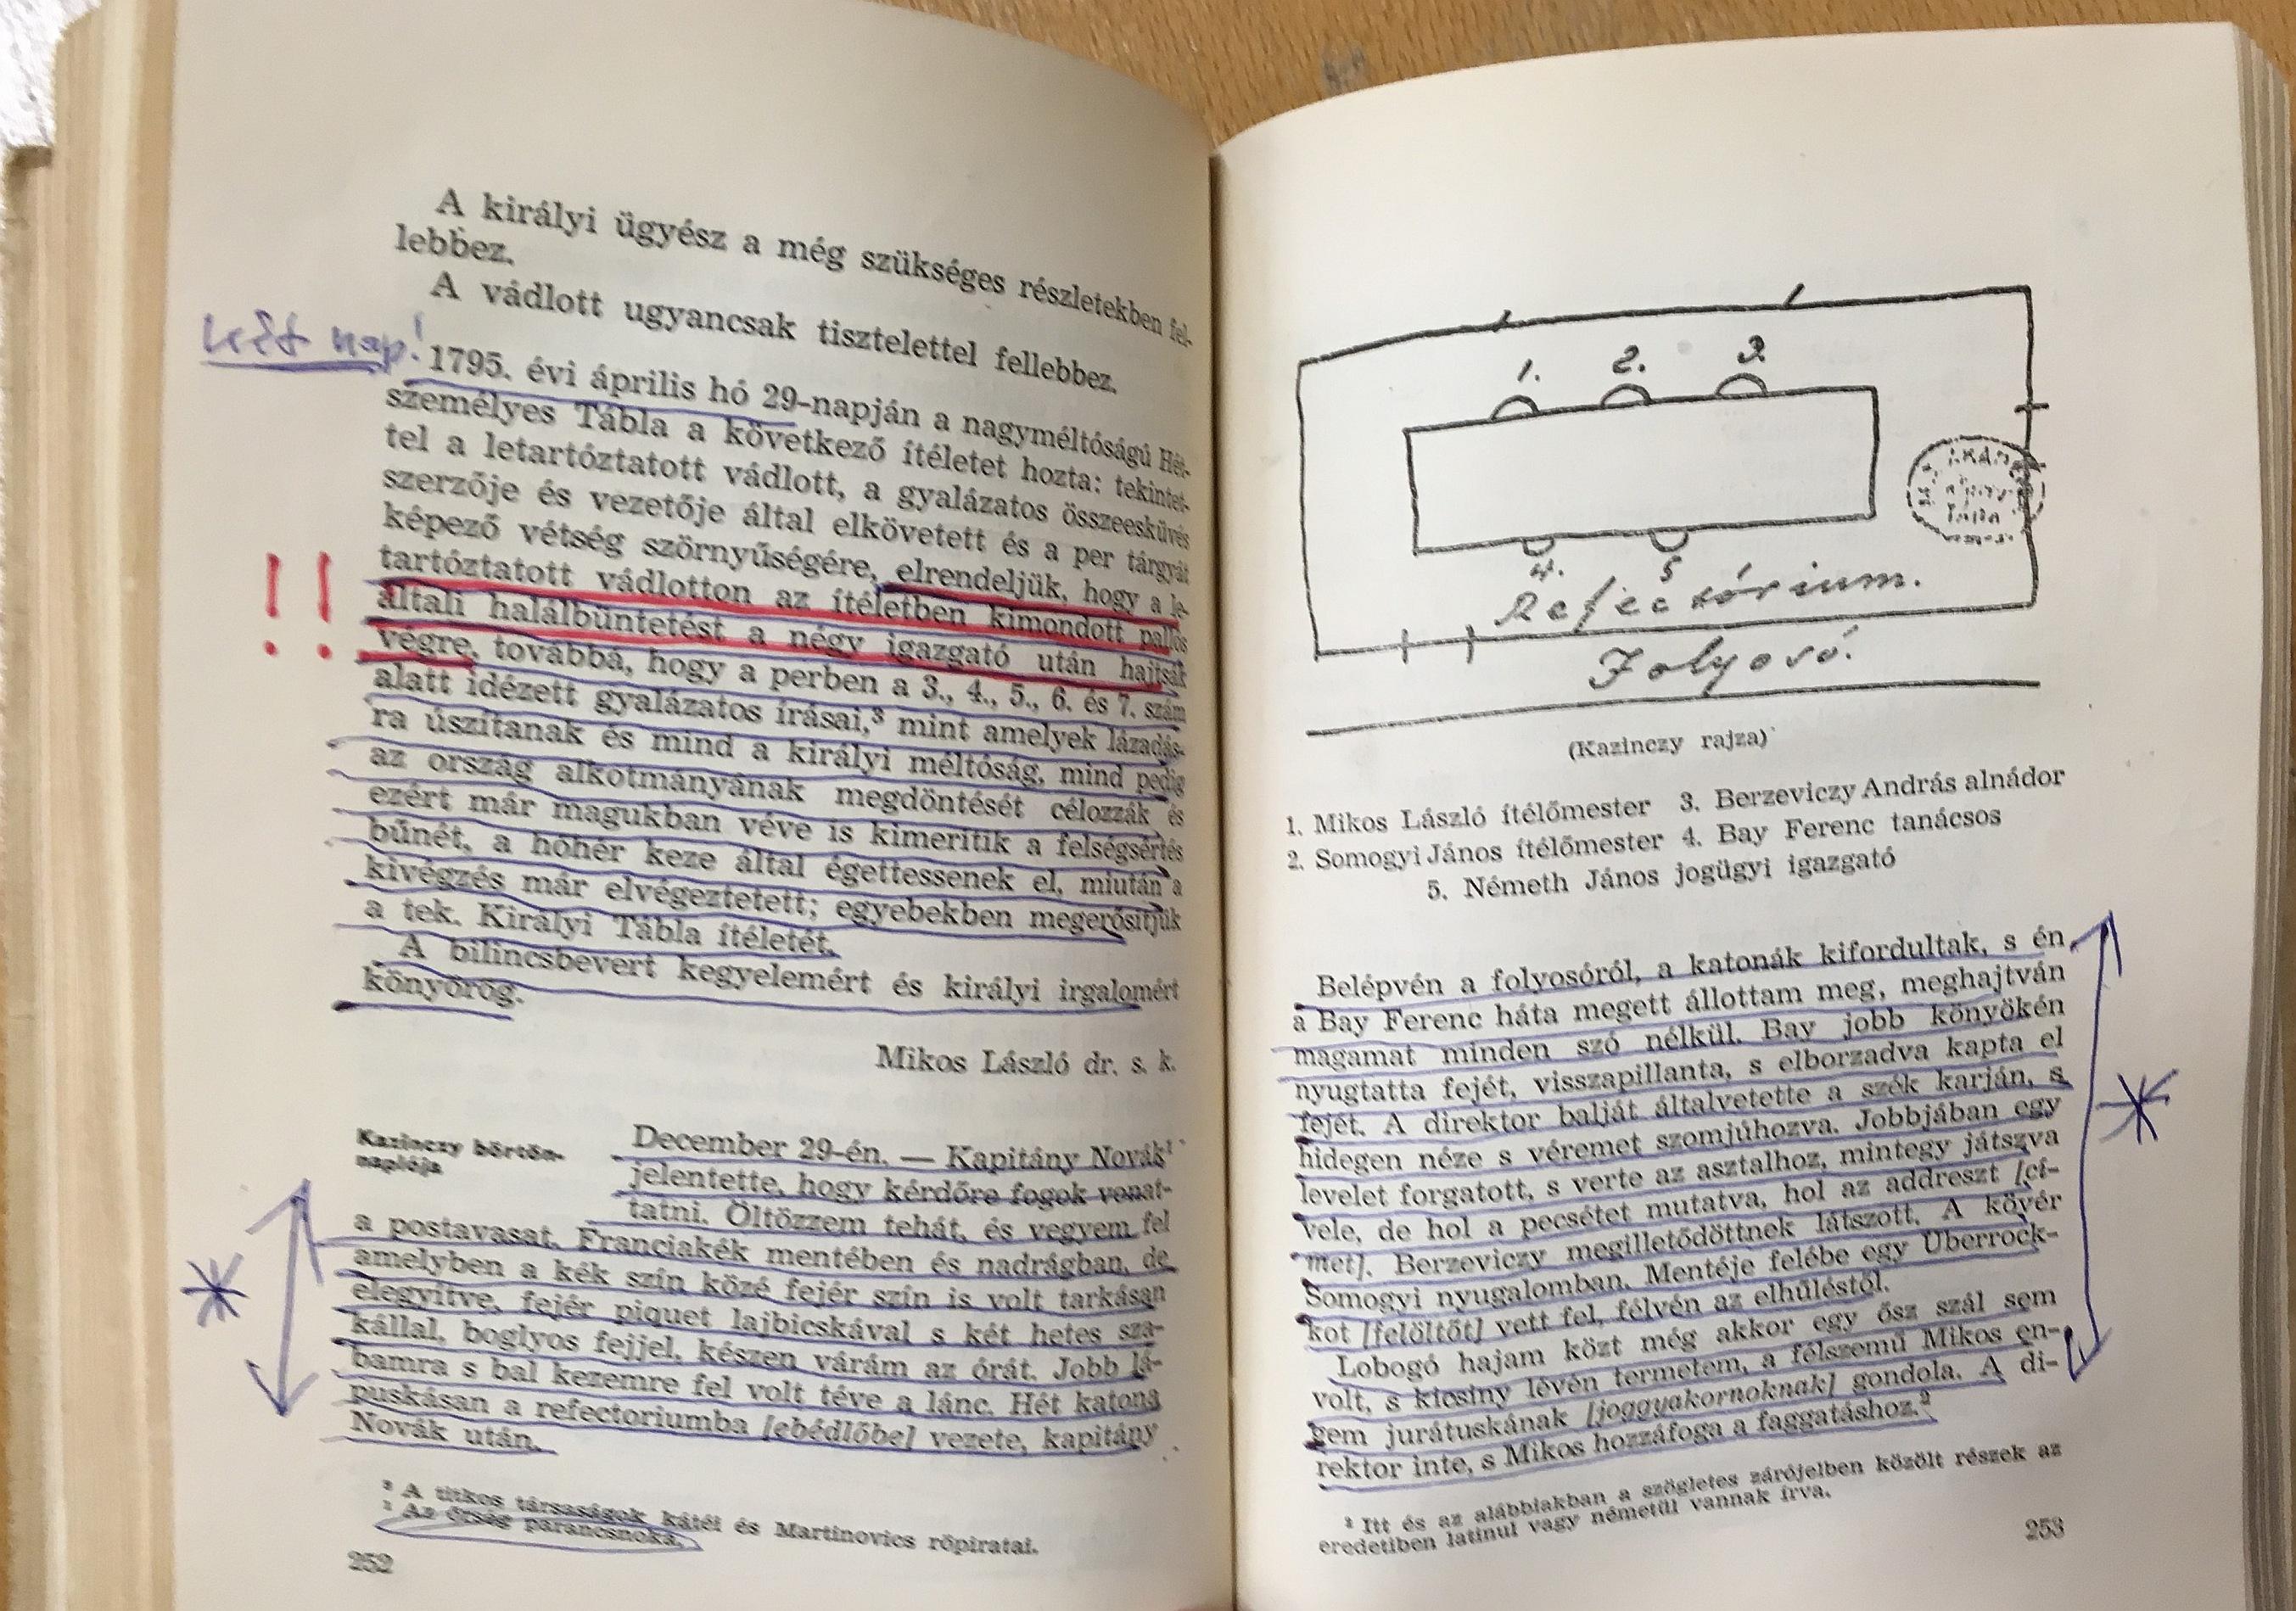 A királyi ügyész a még szükséges részletekben fel-
lebbez.
A vádlott ugyancsak tisztelettel fellebbez.
két nap!
1795. évi április hó 29-napján a nagyméltóságú Hét-
személyes Tábla a következő ítéletet hozta: tekintet-
tel a letartóztatott vádlott, a gyalázatos összeesküvés
szerzője és vezetője által elkövetett és a per tárgyát
képező vétség szörnyűségére, elrendeljük, hogy a le-
tartóztatott vádlotton az ítéletben kimondott pallos
általi halálbüntetést a négy igazgató után hajtsák
végre, továbbá, hogy a perben a 3., 4., 5., 6. és 7. szám
alatt idézett gyalázatos írásai,³ mint amelyek lázadás-
ra úszítanak és mind a királyi méltóság, mind pedig
az ország alkotmányának megdöntését célozzák és
ezért már magukban véve is kimerítik a felségsértés
bűnét, a hóhér keze által égettessenek el, miután a
kivégzés már elvégeztetett; egyebekben megerősítjük
a tek. Királyi Tábla ítéletét.
A bilincsbevert kegyelemért és királyi irgalomért
könyörög.
Mikos László dr. s. k.
!!
Kazinczy börtön-
naplója
December 29-én. — Kapitány Novák¹
jelentette, hogy kérdőre fogok vonat-
tatni. Öltözzem tehát, és vegyem fel
a postavasat. Franciakék mentében és nadrágban, de
amelyben a kék szín közé fejér szín is volt tarkásan
elegyítve, fejér piquet lajbicskával s két hetes sza-
kállal, boglyos fejjel, készen várám az órát. Jobb lá-
bamra s bal kezemre fel volt téve a lánc. Hét katona
puskásan a refectoriumba [ebédlőbe] vezete, kapitány
Novák után.
³ A titkos társaságok kátéi és Martinovics röpiratai.
¹ Az őrség parancsnoka.
252
1.
2.
3.
4.
5
Refectórium.
Folyosó.
(Kazinczy rajza)
1. Mikos László ítélőmester 3. Berzeviczy András alnádor
2. Somogyi János ítélőmester 4. Bay Ferenc tanácsos
5. Németh János jogügyi igazgató
Belépvén a folyosóról, a katonák kifordultak, s én
a Bay Ferenc háta megett állottam meg, meghajtván
magamat minden szó nélkül. Bay jobb könyökén
nyugtatta fejét, visszapillanta, s elborzadva kapta el
fejét. A direktor balját általvetette a szék karján, s
hidegen néze s véremet szomjúhozva. Jobbjában egy
levelet forgatott, s verte az asztalhoz, mintegy játszva
vele, de hol a pecsétet mutatva, hol az addreszt [cí-
met]. Berzeviczy megilletődöttnek látszott. A kövér
Somogyi nyugalomban. Mentéje felébe egy Überrock-
kot [felöltőt] vett fel, félvén az elhűléstől.
Lobogó hajam közt még akkor egy ősz szál sem
volt, s kicsiny lévén termetem, a félszemű Mikos en-
gem jurátuskának [joggyakornoknak] gondola. A di-
rektor inte, s Mikos hozzáfoga a faggatáshoz.²
² Itt és az alábbiakban a szögletes zárójelben közölt részek az
eredetiben latinul vagy németül vannak írva.
253